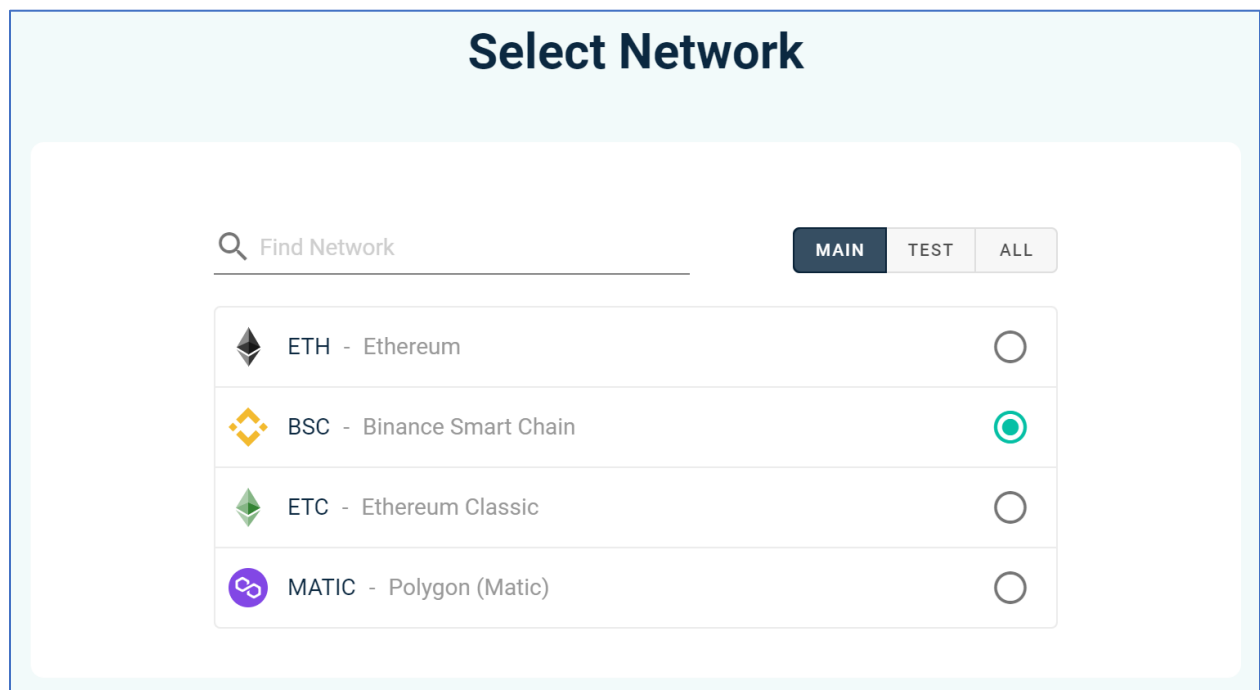 Select Network
Find Network
MAIN TEST ALL
ETH - Ethereum
BSC - Binance Smart Chain
ETC - Ethereum Classic
MATIC - Polygon (Matic)